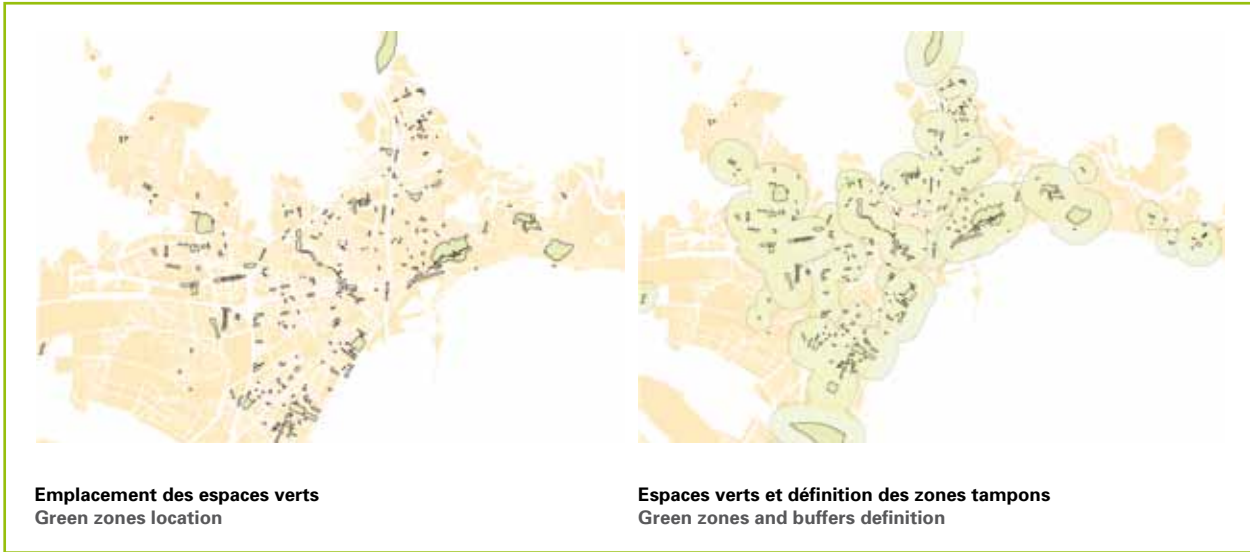 Emplacement des espaces verts
Green zones location
Espaces verts et définition des zones tampons
Green zones and buffers definition